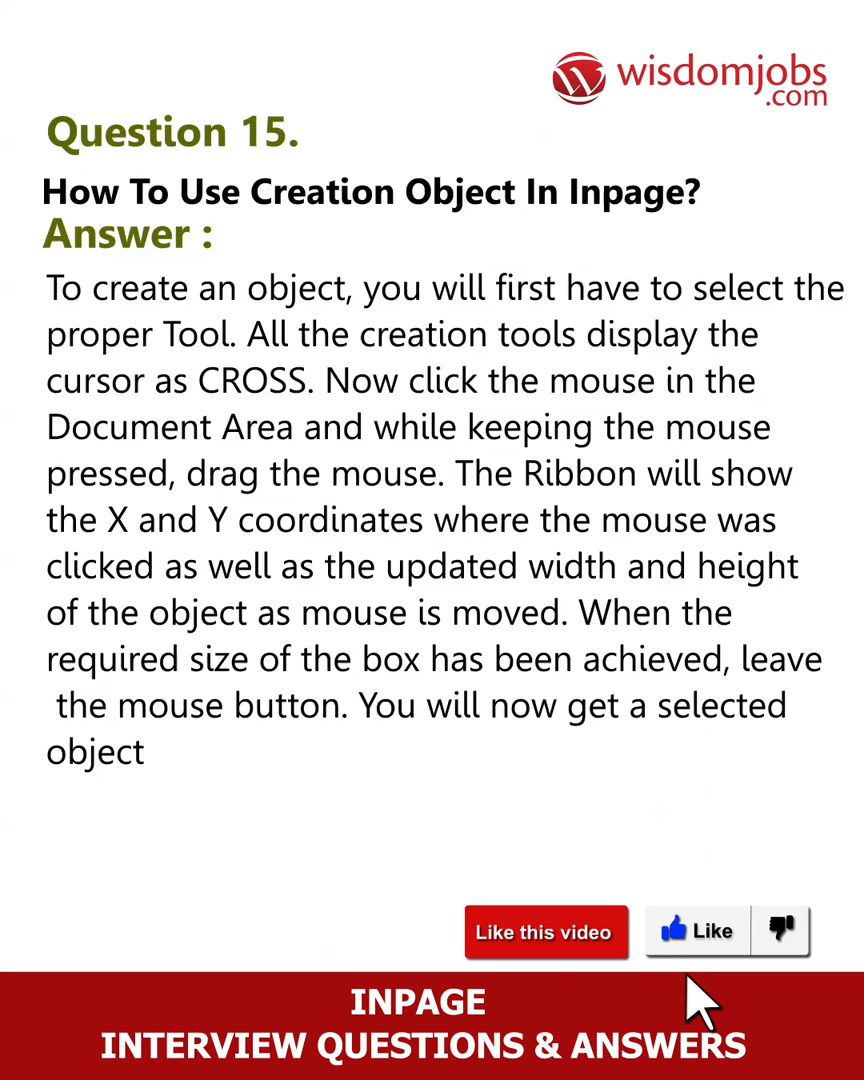 wisdomjobs
.com
Question 15.
How To Use Creation Object In Inpage?
Answer :
To create an object, you will first have to select the
proper Tool. All the creation tools display the
cursor as CROSS. Now click the mouse in the
Document Area and while keeping the mouse
pressed, drag the mouse. The Ribbon will show
the X and Y coordinates where the mouse was
clicked as well as the updated width and height
of the object as mouse is moved. When the
required size of the box has been achieved, leave
the mouse button. You will now get a selected
object
Like this video
Like
INPAGE
INTERVIEW QUESTIONS & ANSWERS